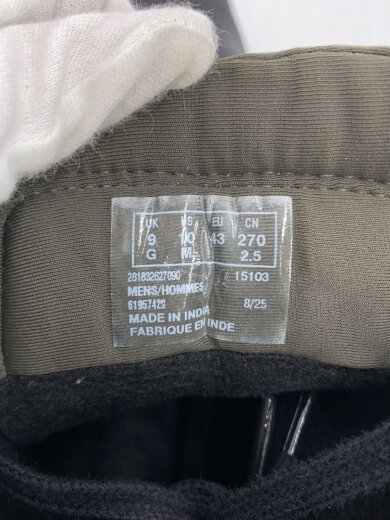 UK US EU CN
9 10 43 270
G M 2.5
261832627090 15103
MENS/HOMMES
61957429 8/25
MADE IN INDIA
FABRIQUE EN INDE